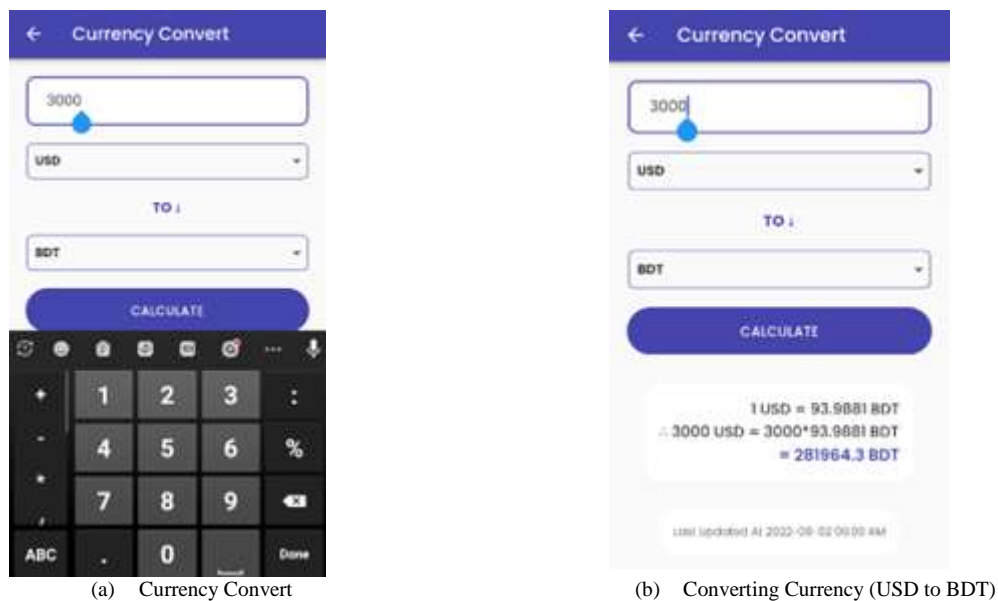 ← Currency Convert
3000
USD
TO ↓
BDT
CALCULATE
+ 1 2 3 :
- 4 5 6 %
* 7 8 9
,
ABC . 0 Done
(a) Currency Convert
← Currency Convert
3000
USD
TO ↓
BDT
CALCULATE
1 USD = 93.9881 BDT
∴ 3000 USD = 3000*93.9881 BDT
= 281964.3 BDT
Last Updated At 2022-08-02 00:00 AM
(b) Converting Currency (USD to BDT)